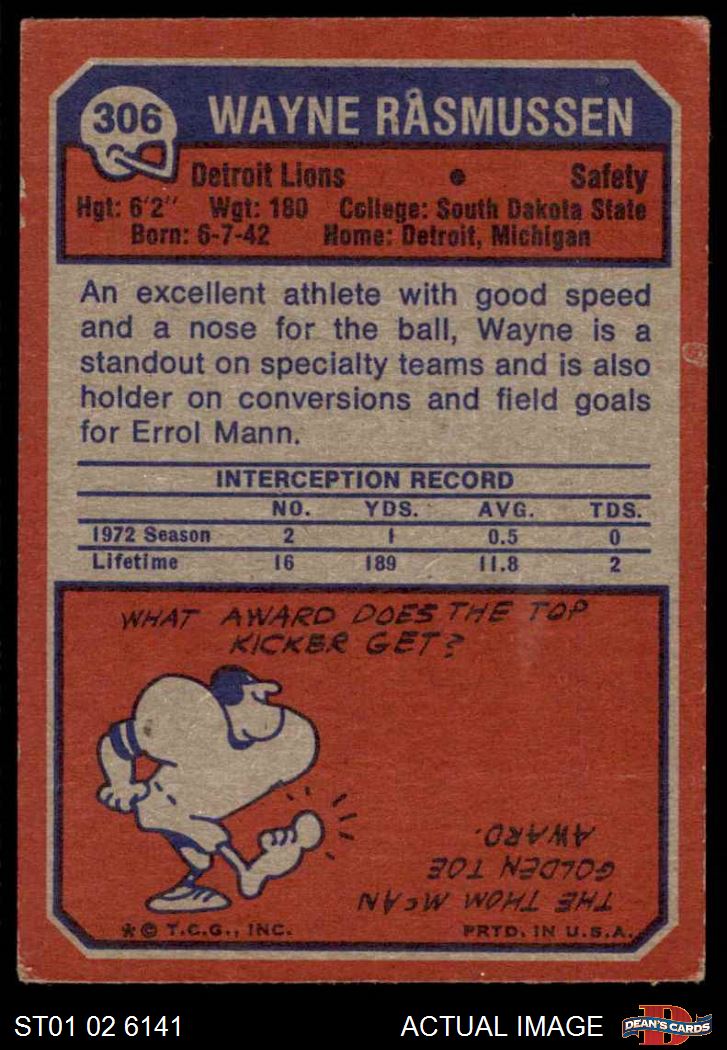 306
WAYNE RASMUSSEN
Detroit Lions • Safety
Hgt: 6'2" Wgt: 180 College: South Dakota State
Born: 6-7-42 Home: Detroit, Michigan
An excellent athlete with good speed
and a nose for the ball, Wayne is a
standout on specialty teams and is also
holder on conversions and field goals
for Errol Mann.
INTERCEPTION RECORD
NO. YDS. AVG. TDS.
1972 Season 2 1 0.5 0
Lifetime 16 189 11.8 2
WHAT AWARD DOES THE TOP
KICKER GET?
THE THOM McAN
GOLDEN TOE
AWARD.
*© T.C.G., INC. PRTD. IN U.S.A.
ST01 02 6141 ACTUAL IMAGE D DEAN'S CARDS